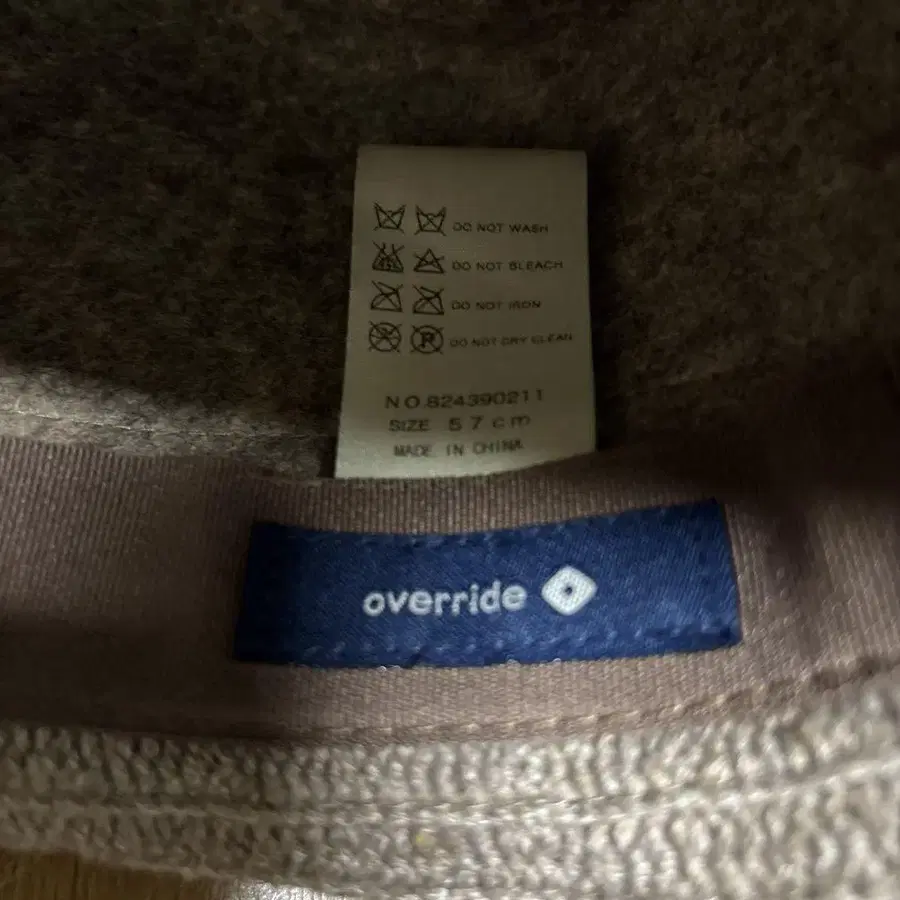 DO NOT WASH
DO NOT BLEACH
DO NOT IRON
P DO NOT DRY CLEAN
NO.824390211
SIZE 57cm
MADE IN CHINA
override